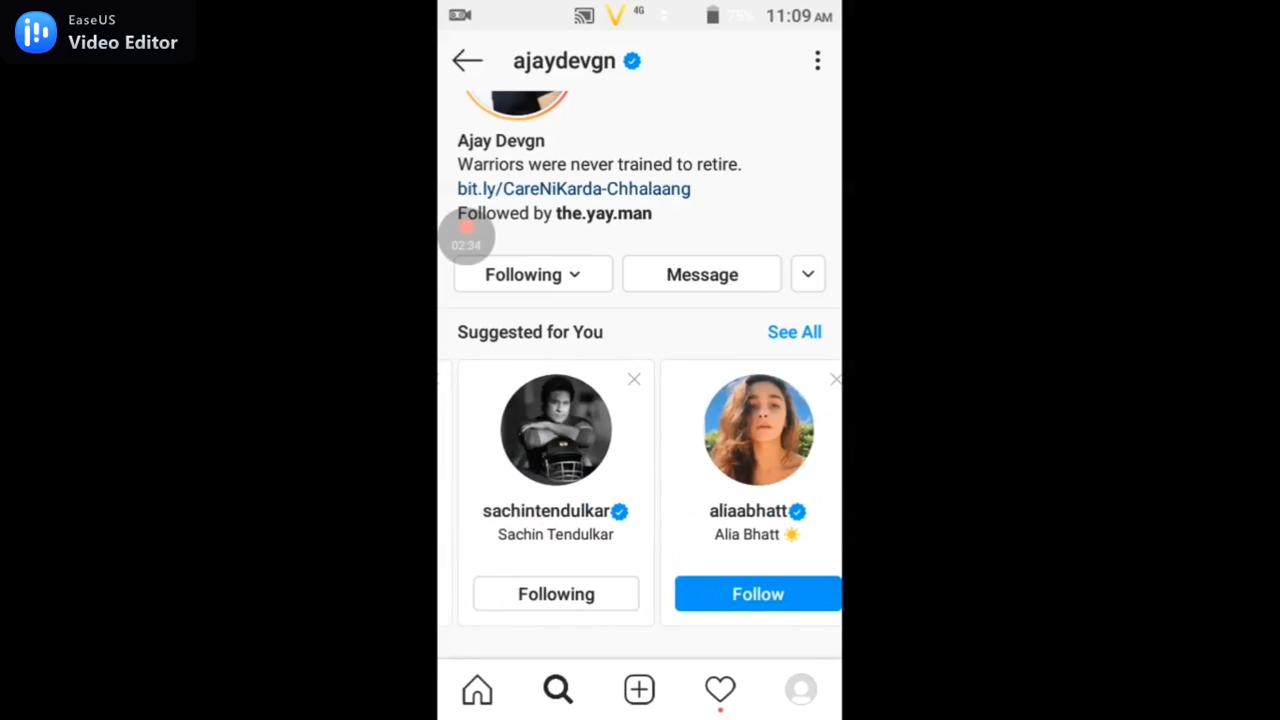 EaseUS
Video Editor
4G
75%
11:09 AM
ajaydevgn
Ajay Devgn
Warriors were never trained to retire.
bit.ly/CareNiKarda-Chhalaang
Followed by the.yay.man
02:34
Following
Message
Suggested for You
See All
sachintendulkar
Sachin Tendulkar
Following
aliaabhatt
Alia Bhatt ☀️
Follow